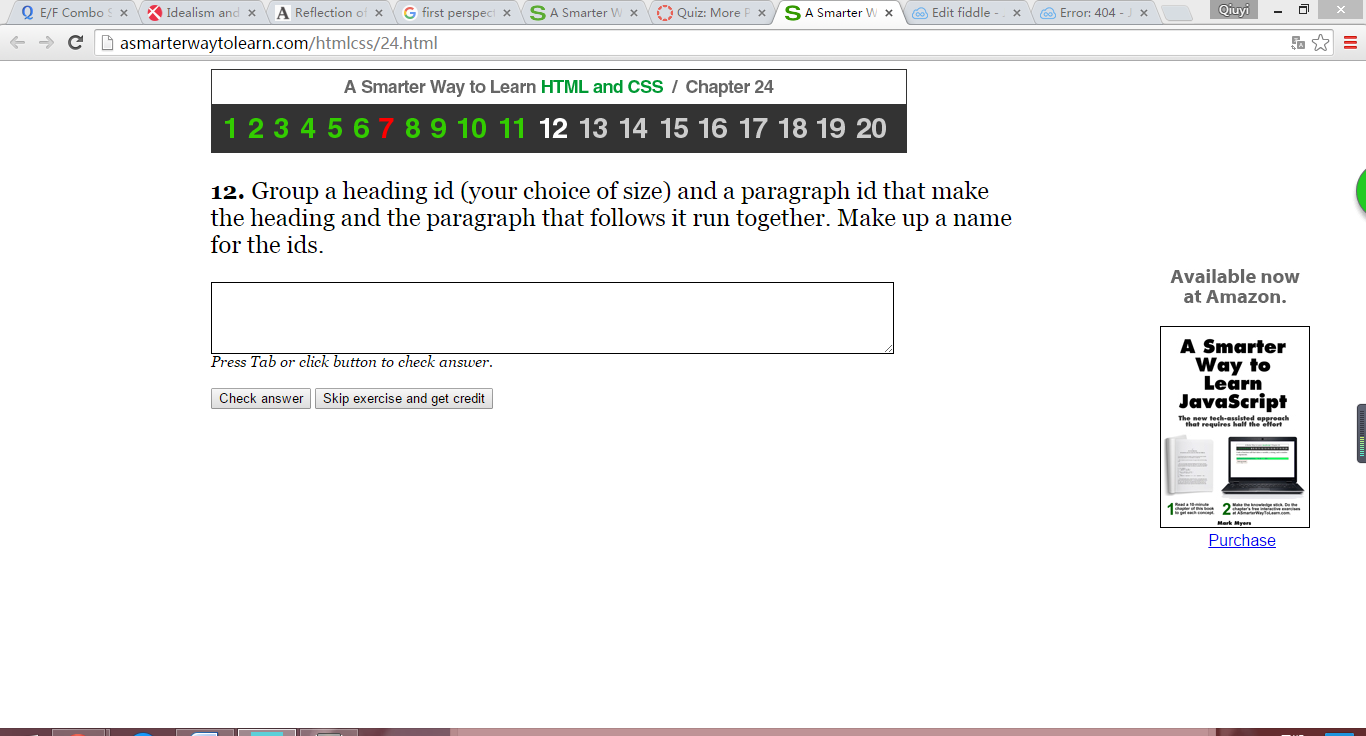 E/F Combo
Idealism and
Reflection of
first perspect
A Smarter W
Quiz: More P
A Smarter W
Edit fiddle -
Error: 404 - J
Qiuyi
asmarterwaytolearn.com/htmlcss/24.html
A Smarter Way to Learn HTML and CSS / Chapter 24
1 2 3 4 5 6 7 8 9 10 11 12 13 14 15 16 17 18 19 20
12. Group a heading id (your choice of size) and a paragraph id that make
the heading and the paragraph that follows it run together. Make up a name
for the ids.
Press Tab or click button to check answer.
Check answer
Skip exercise and get credit
Available now
at Amazon.
A Smarter
Way to
Learn
JavaScript
The new tech-assisted approach
that requires half the effort
1 Read a 10-minute
chapter of this book
to get each concept.
2 Make the knowledge stick. Do the
chapter's free interactive exercises
at ASmarterWayToLearn.com.
Mark Myers
Purchase